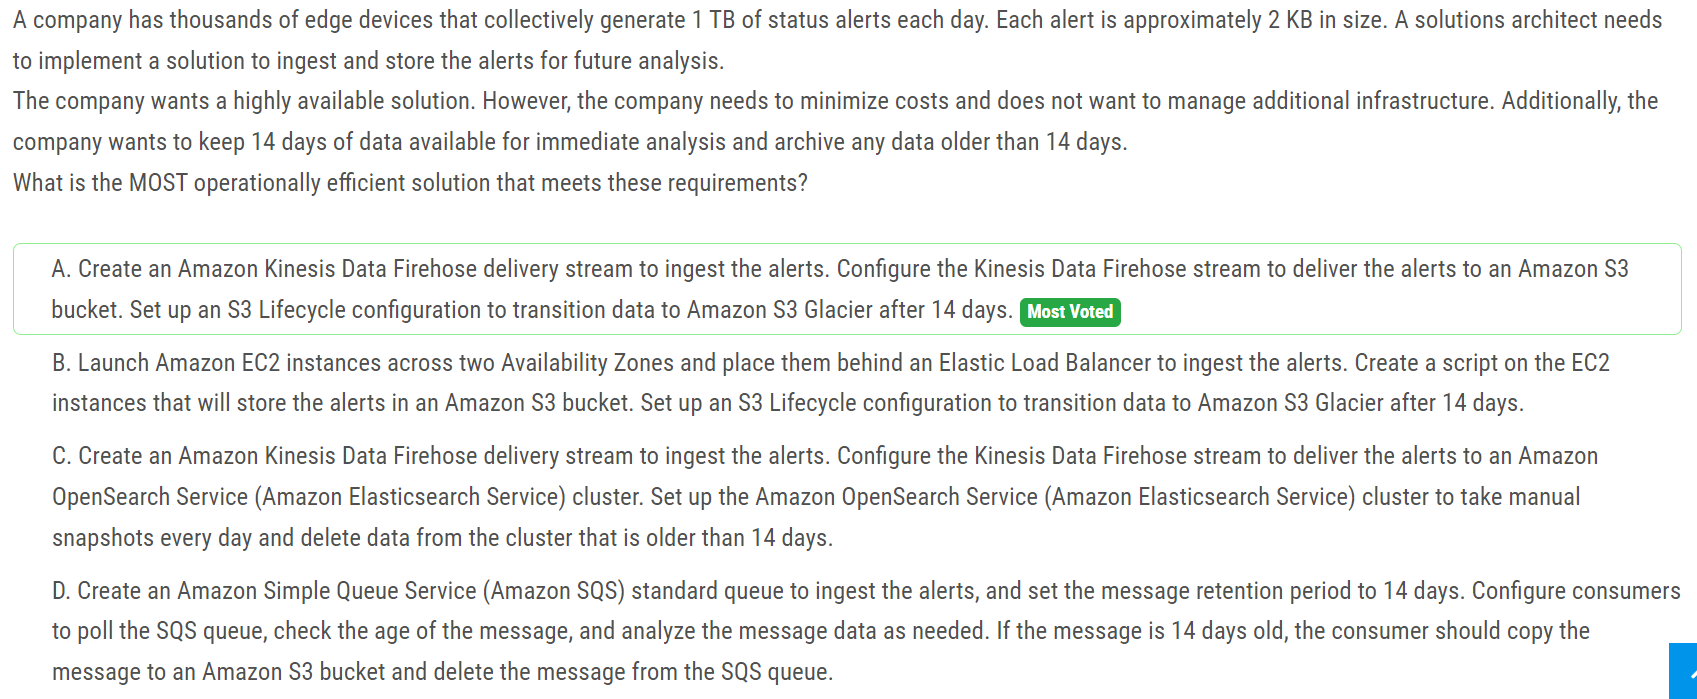 A company has thousands of edge devices that collectively generate 1 TB of status alerts each day. Each alert is approximately 2 KB in size. A solutions architect needs
to implement a solution to ingest and store the alerts for future analysis.
The company wants a highly available solution. However, the company needs to minimize costs and does not want to manage additional infrastructure. Additionally, the
company wants to keep 14 days of data available for immediate analysis and archive any data older than 14 days.
What is the MOST operationally efficient solution that meets these requirements?
A. Create an Amazon Kinesis Data Firehose delivery stream to ingest the alerts. Configure the Kinesis Data Firehose stream to deliver the alerts to an Amazon S3
bucket. Set up an S3 Lifecycle configuration to transition data to Amazon S3 Glacier after 14 days. Most Voted
B. Launch Amazon EC2 instances across two Availability Zones and place them behind an Elastic Load Balancer to ingest the alerts. Create a script on the EC2
instances that will store the alerts in an Amazon S3 bucket. Set up an S3 Lifecycle configuration to transition data to Amazon S3 Glacier after 14 days.
C. Create an Amazon Kinesis Data Firehose delivery stream to ingest the alerts. Configure the Kinesis Data Firehose stream to deliver the alerts to an Amazon
OpenSearch Service (Amazon Elasticsearch Service) cluster. Set up the Amazon OpenSearch Service (Amazon Elasticsearch Service) cluster to take manual
snapshots every day and delete data from the cluster that is older than 14 days.
D. Create an Amazon Simple Queue Service (Amazon SQS) standard queue to ingest the alerts, and set the message retention period to 14 days. Configure consumers
to poll the SQS queue, check the age of the message, and analyze the message data as needed. If the message is 14 days old, the consumer should copy the
message to an Amazon S3 bucket and delete the message from the SQS queue.